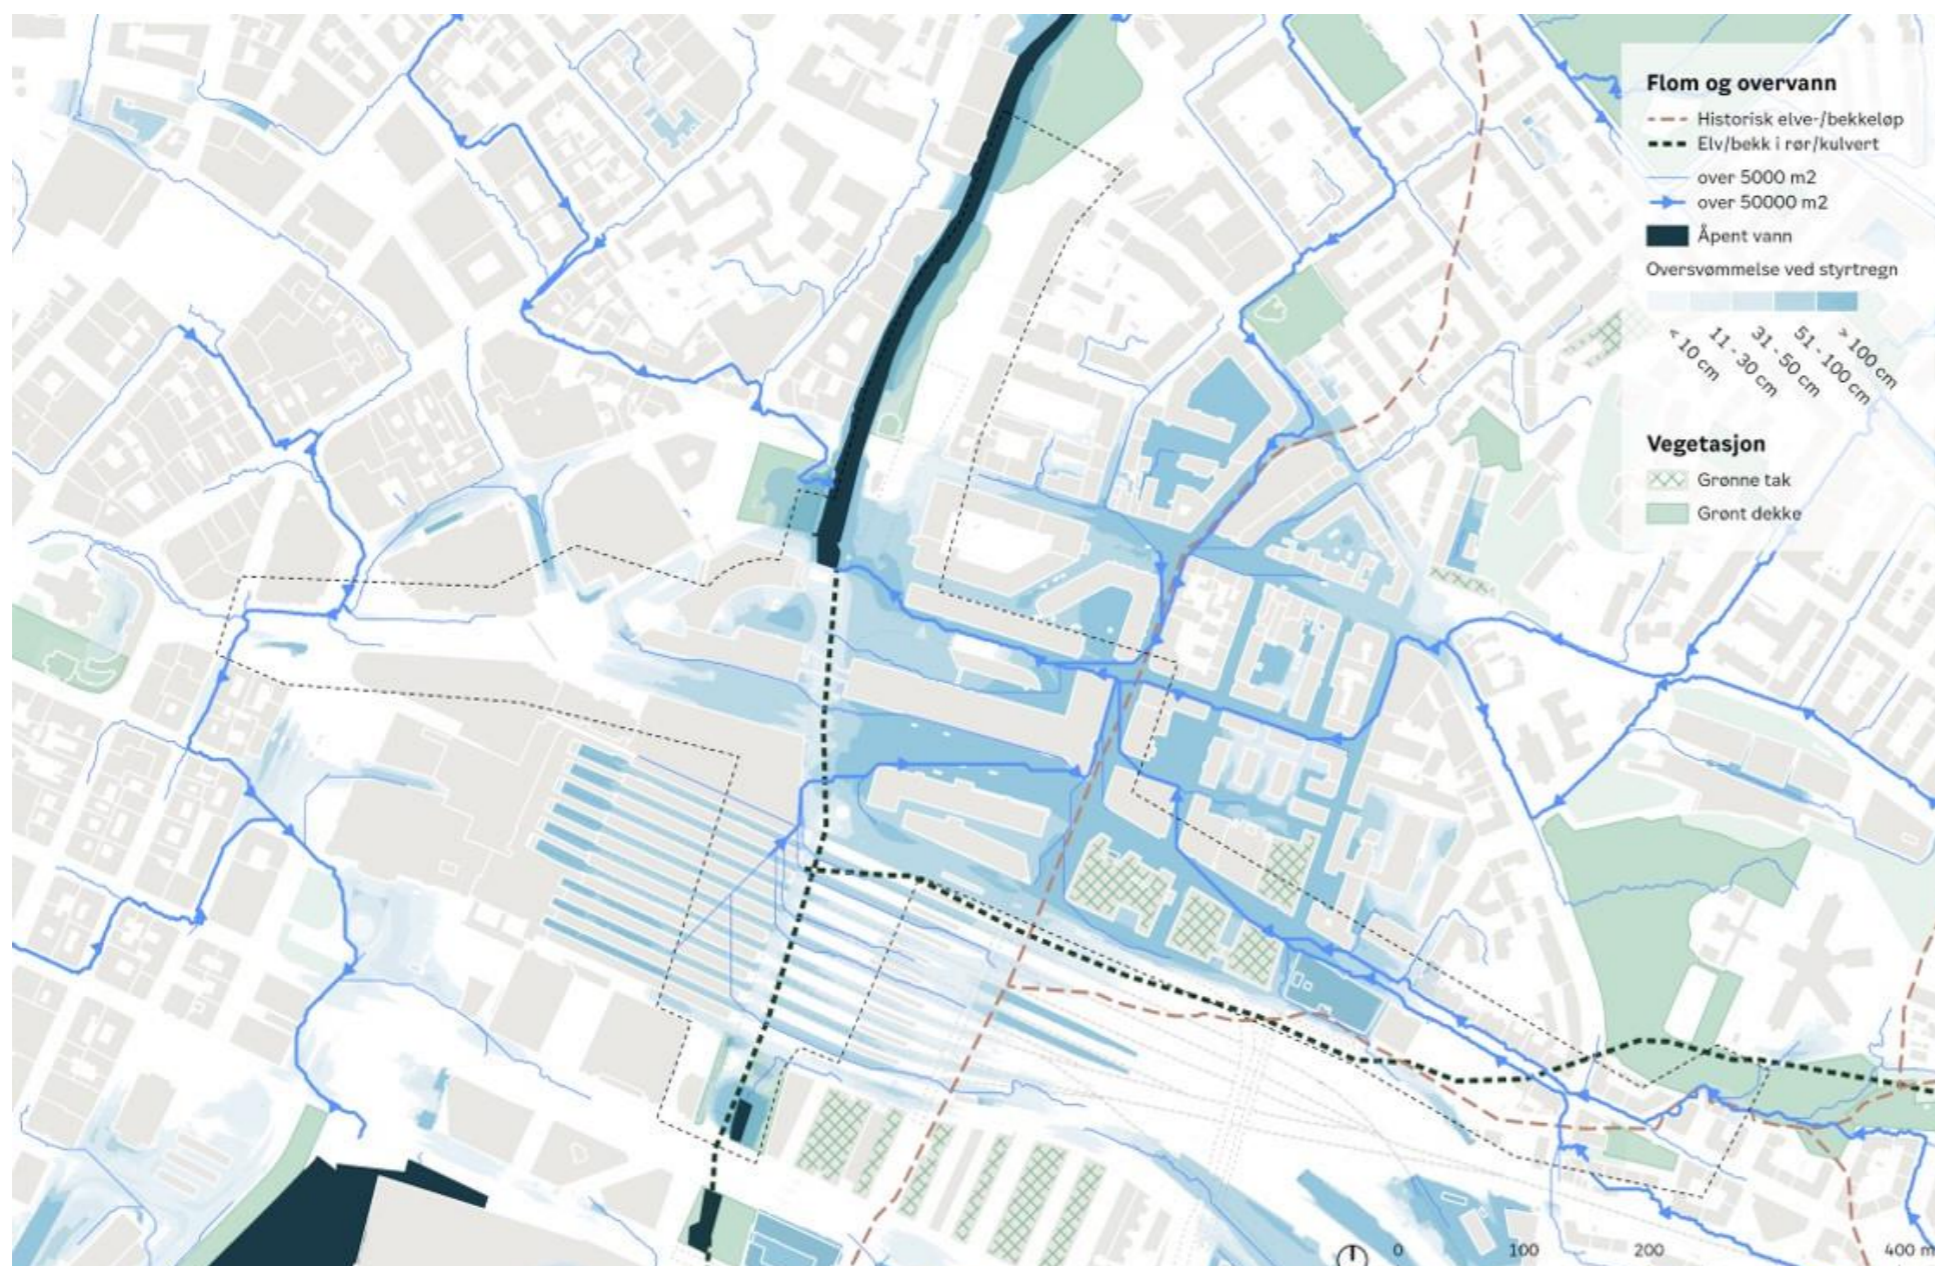 Flom og overvann
Historisk elve-/bekkeløp
Elv/bekk i rør/kulvert
over 5000 m2
over 50000 m2
Åpent vann
Oversvømmelse ved styrtregn
< 10 cm
11 - 30 cm
31 - 50 cm
51 - 100 cm
> 100 cm
Vegetasjon
Grønne tak
Grønt dekke
0 100 200 400 m